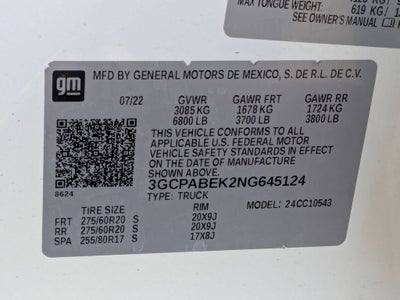 MAX TONGUE WEIGHT
619 KG /
SEE OWNER'S MANUAL
gm
MFD BY GENERAL MOTORS DE MEXICO, S. DE R.L. DE C.V.
07/22 GVWR GAWR FRT GAWR RR
3085 KG 1678 KG 1724 KG
6800 LB 3700 LB 3800 LB
THIS VEHICLE CONFORMS TO ALL
APPLICABLE U.S. FEDERAL MOTOR
VEHICLE SAFETY STANDARDS IN EFFECT
ON THE DATE OF MANUFACTURE
SHOWN ABOVE.
3GCPABEK2NG645124
8624 TYPE: TRUCK MODEL: 24CC10543
TIRE SIZE RIM
FRT 275/60R20 S 20X9J
RR 275/60R20 S 20X9J
SPA 255/80R17 S 17X8J